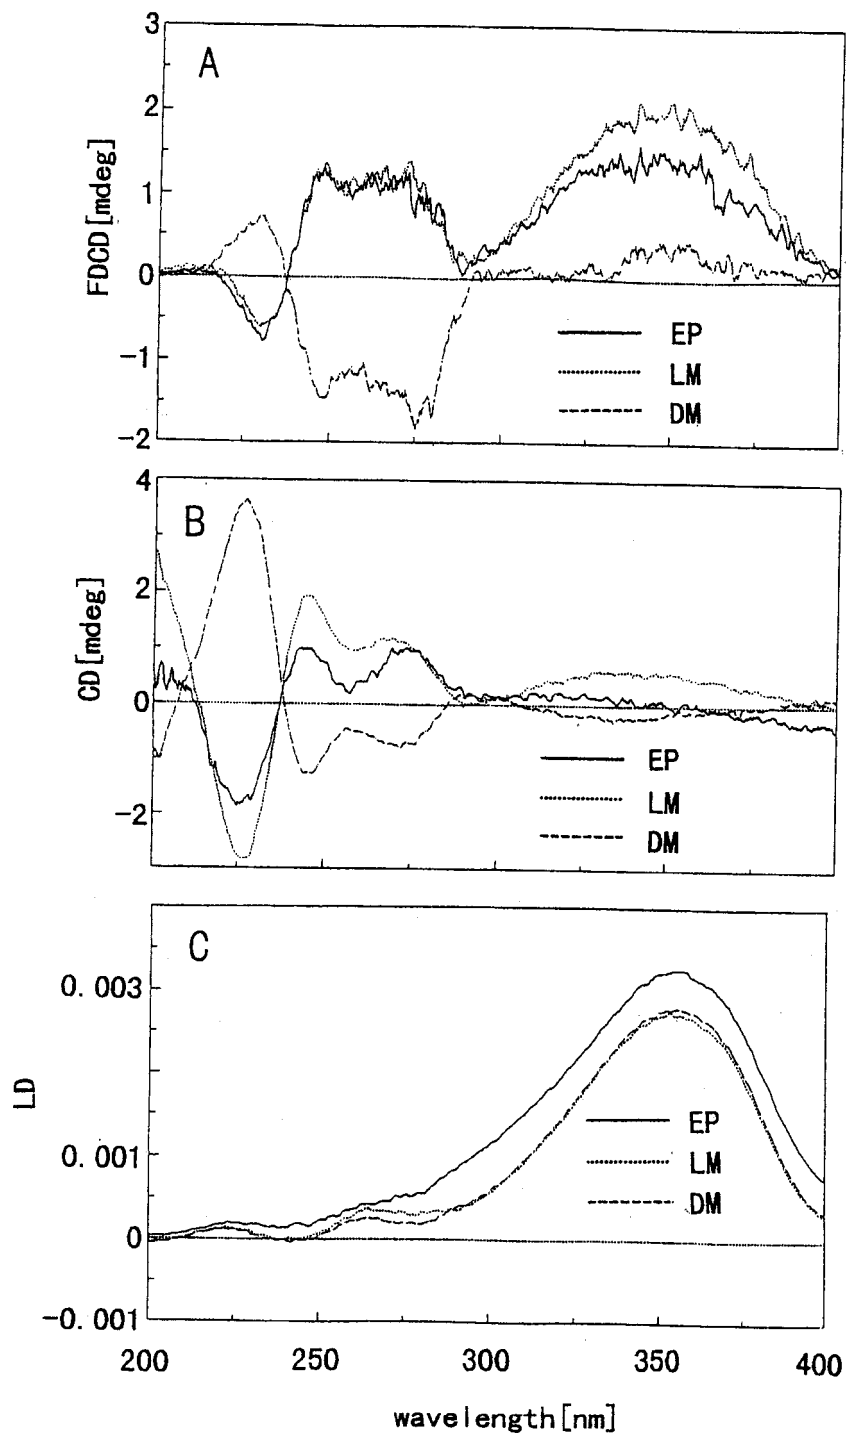 3
A
2
FDCD[mdeg]
1
0
-1
-2
EP
LM
DM
4
B
2
CD[mdeg]
0
-2
EP
LM
DM
C
0.003
LD
0.001
0
-0.001
EP
LM
DM
200 250 300 350 400
wavelength[nm]